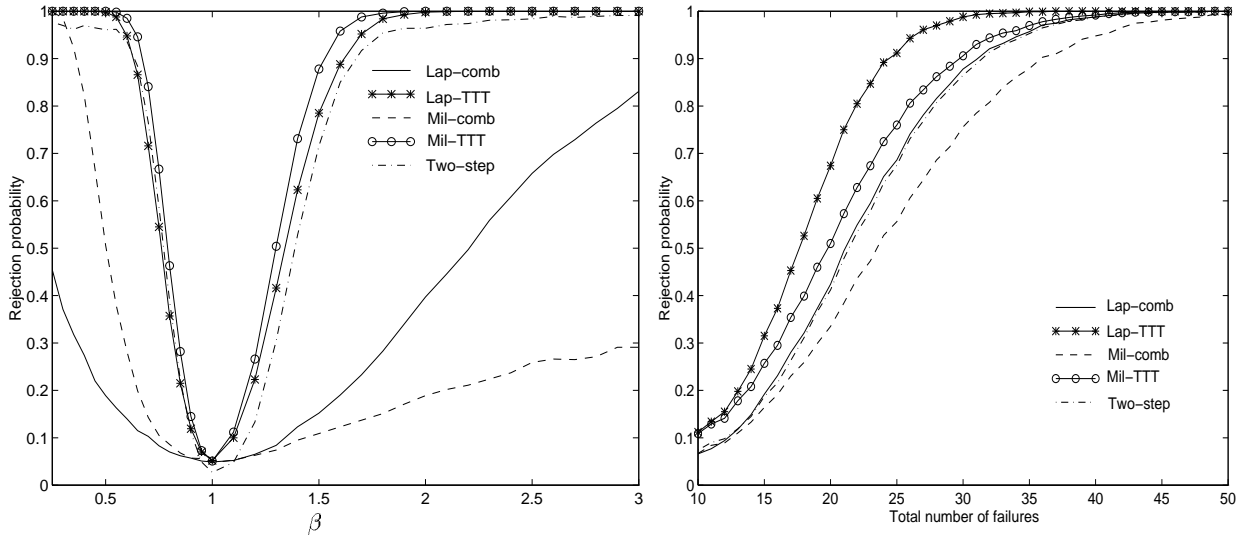 1
0.9
0.8
0.7
0.6
0.5
0.4
0.3
0.2
0.1
0
Rejection probability
Lap−comb
Lap−TTT
Mil−comb
Mil−TTT
Two−step
0.5 1 1.5 2 2.5 3
β
1
0.9
0.8
0.7
0.6
0.5
0.4
0.3
0.2
0.1
0
Rejection probability
Lap−comb
Lap−TTT
Mil−comb
Mil−TTT
Two−step
10 15 20 25 30 35 40 45 50
Total number of failures